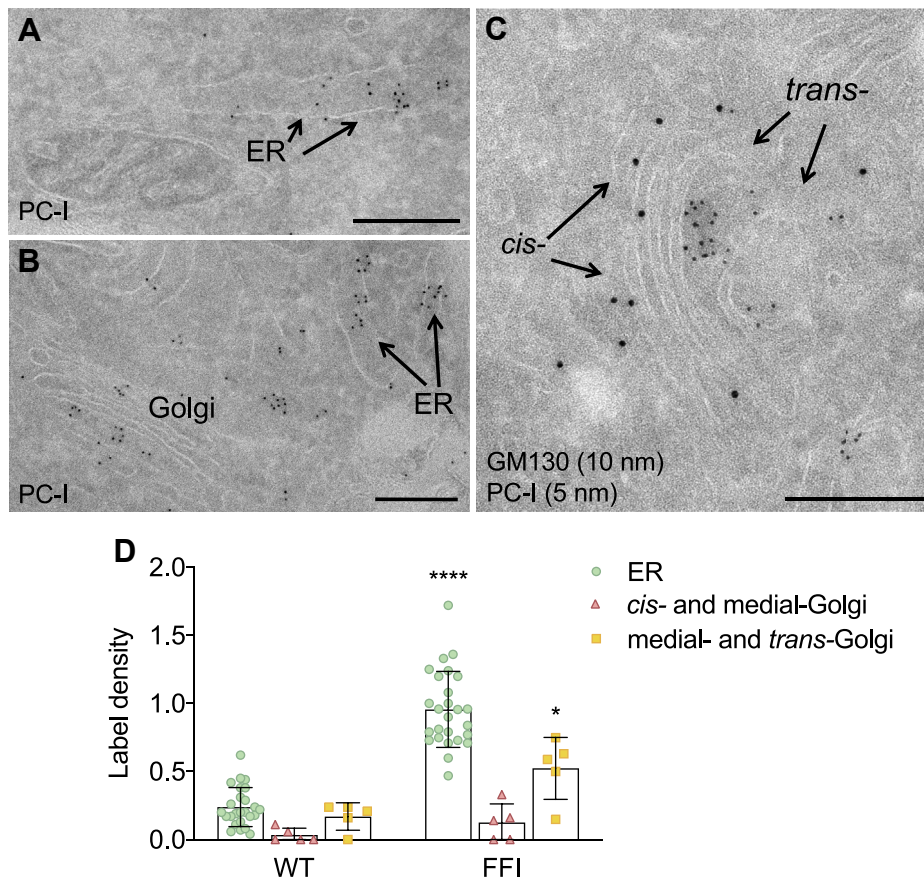 A
ER
PC-I
B
Golgi
ER
PC-I
C
trans-
cis-
GM130 (10 nm)
PC-I (5 nm)
D
2.0
****
1.5
1.0
*
0.5
0.0
Label density
WT
FFI
ER
cis- and medial-Golgi
medial- and trans-Golgi